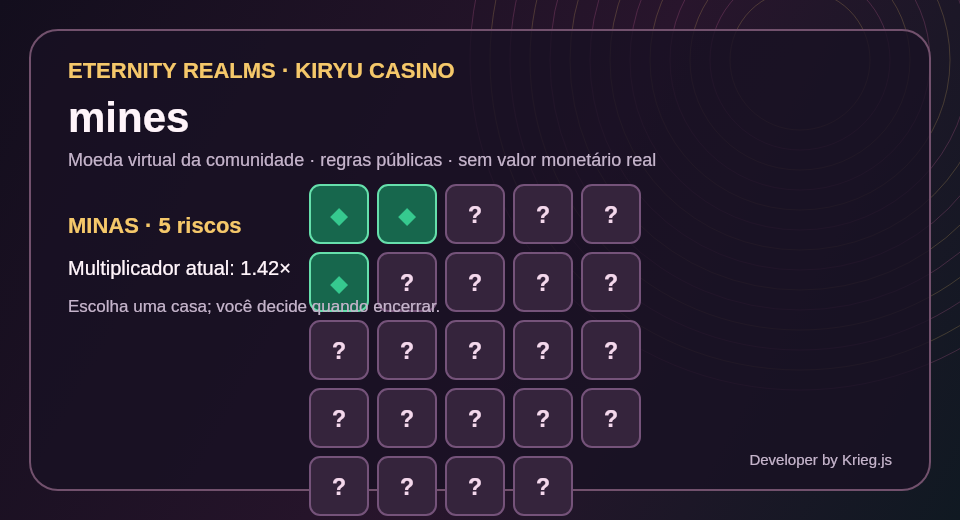 ETERNITY REALMS · KIRYU CASINO
mines
Moeda virtual da comunidade · regras públicas · sem valor monetário real
? ? ?
MINAS · 5 riscos
Multiplicador atual: 1.42×
? ? ? ?
Escolha uma casa; você decide quando encerrar.
? ? ? ? ?
? ? ? ? ?
Developer by Krieg.js
? ? ? ?